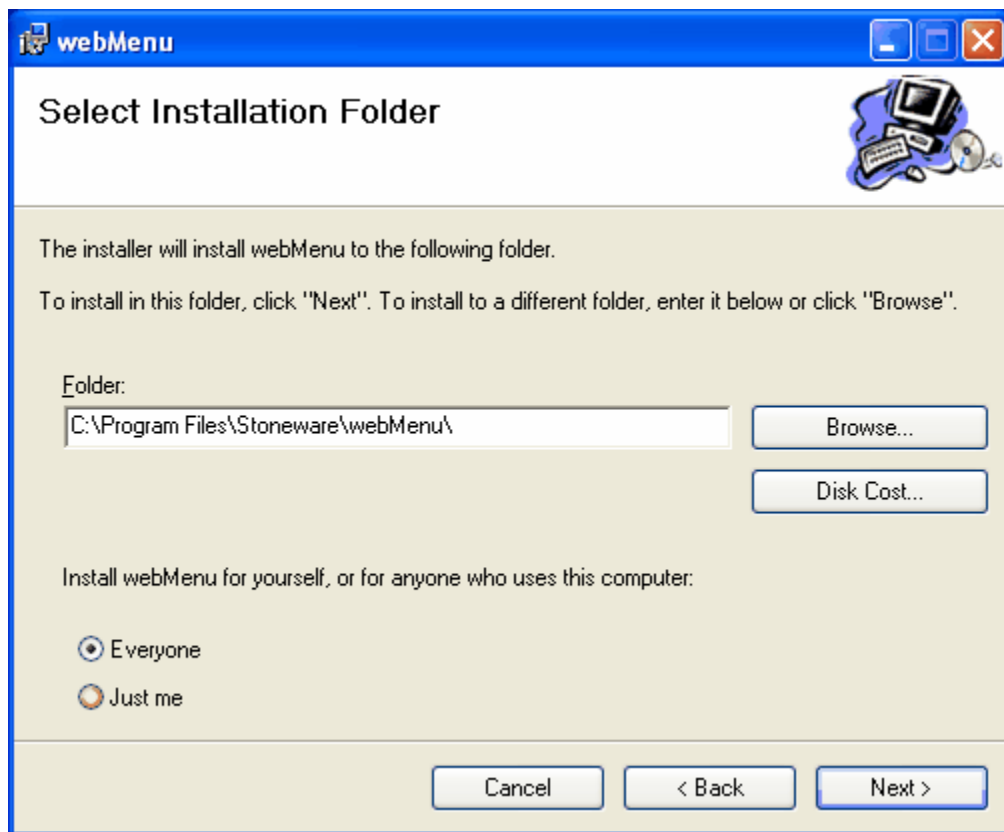 webMenu
Select Installation Folder
The installer will install webMenu to the following folder.
To install in this folder, click "Next". To install to a different folder, enter it below or click "Browse".
Folder:
C:\Program Files\Stoneware\webMenu\
Browse...
Disk Cost...
Install webMenu for yourself, or for anyone who uses this computer:
Everyone
Just me
Cancel
< Back
Next >